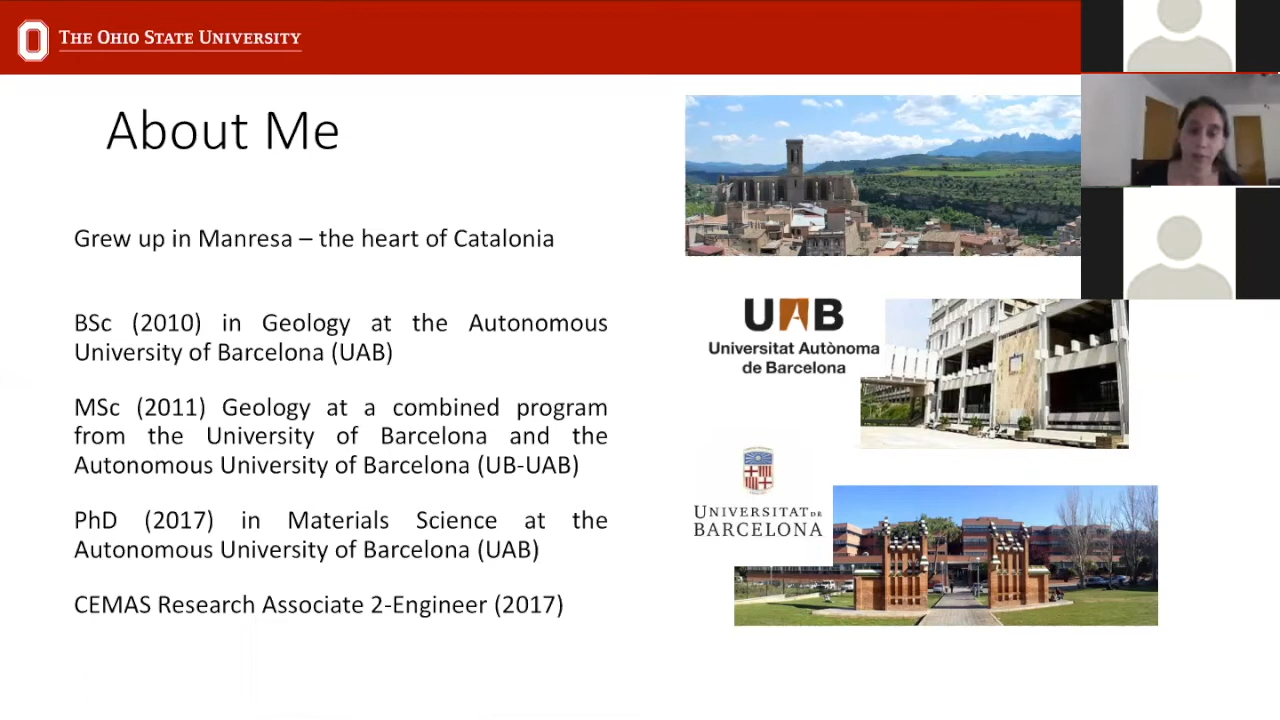 THE OHIO STATE UNIVERSITY
About Me
Grew up in Manresa – the heart of Catalonia
BSc (2010) in Geology at the Autonomous
University of Barcelona (UAB)
MSc (2011) Geology at a combined program
from the University of Barcelona and the
Autonomous University of Barcelona (UB-UAB)
PhD (2017) in Materials Science at the
Autonomous University of Barcelona (UAB)
CEMAS Research Associate 2-Engineer (2017)
UAB
Universitat Autònoma
de Barcelona
UNIVERSITAT DE
BARCELONA